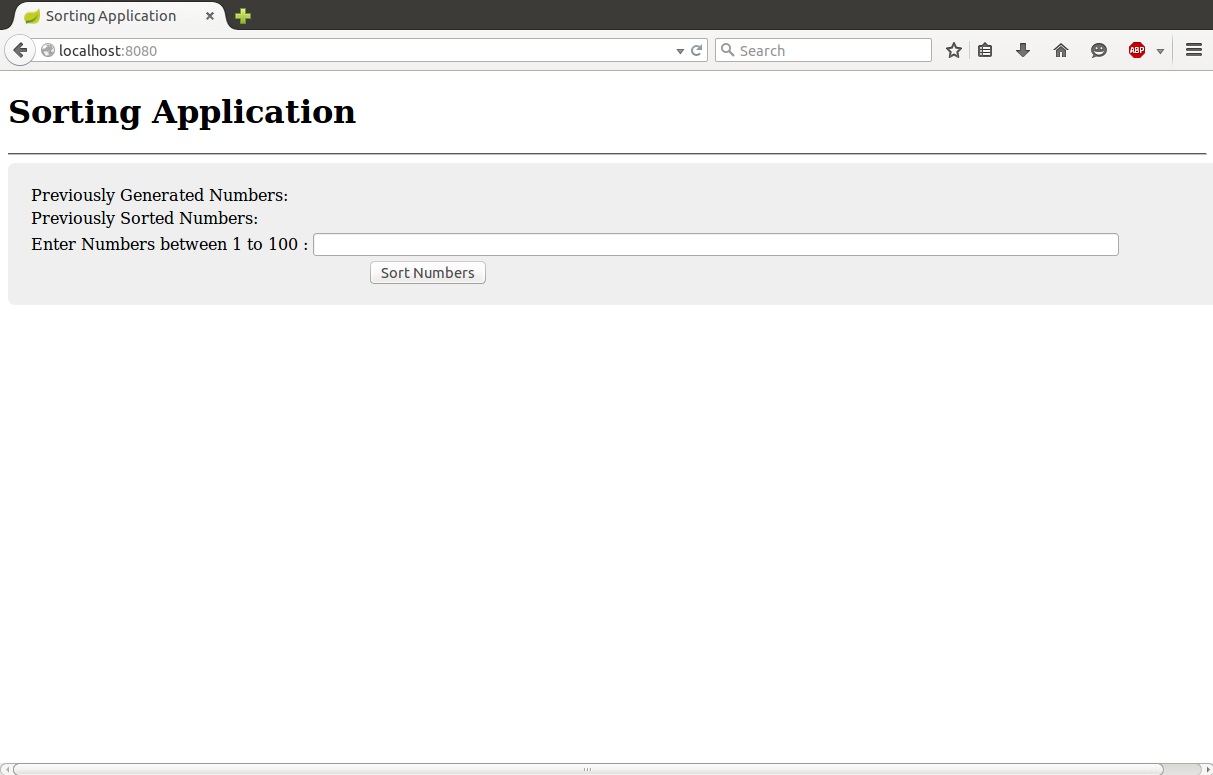 Sorting Application
localhost:8080
Search
ABP
Sorting Application
Previously Generated Numbers:
Previously Sorted Numbers:
Enter Numbers between 1 to 100 :
Sort Numbers